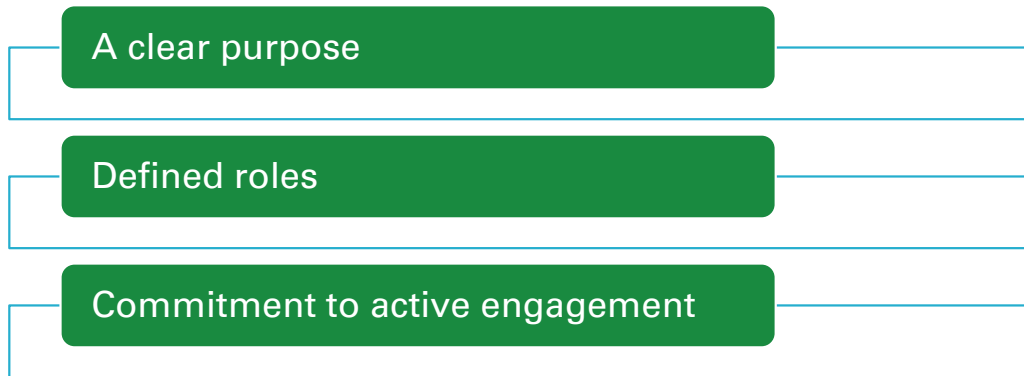 A clear purpose
Defined roles
Commitment to active engagement